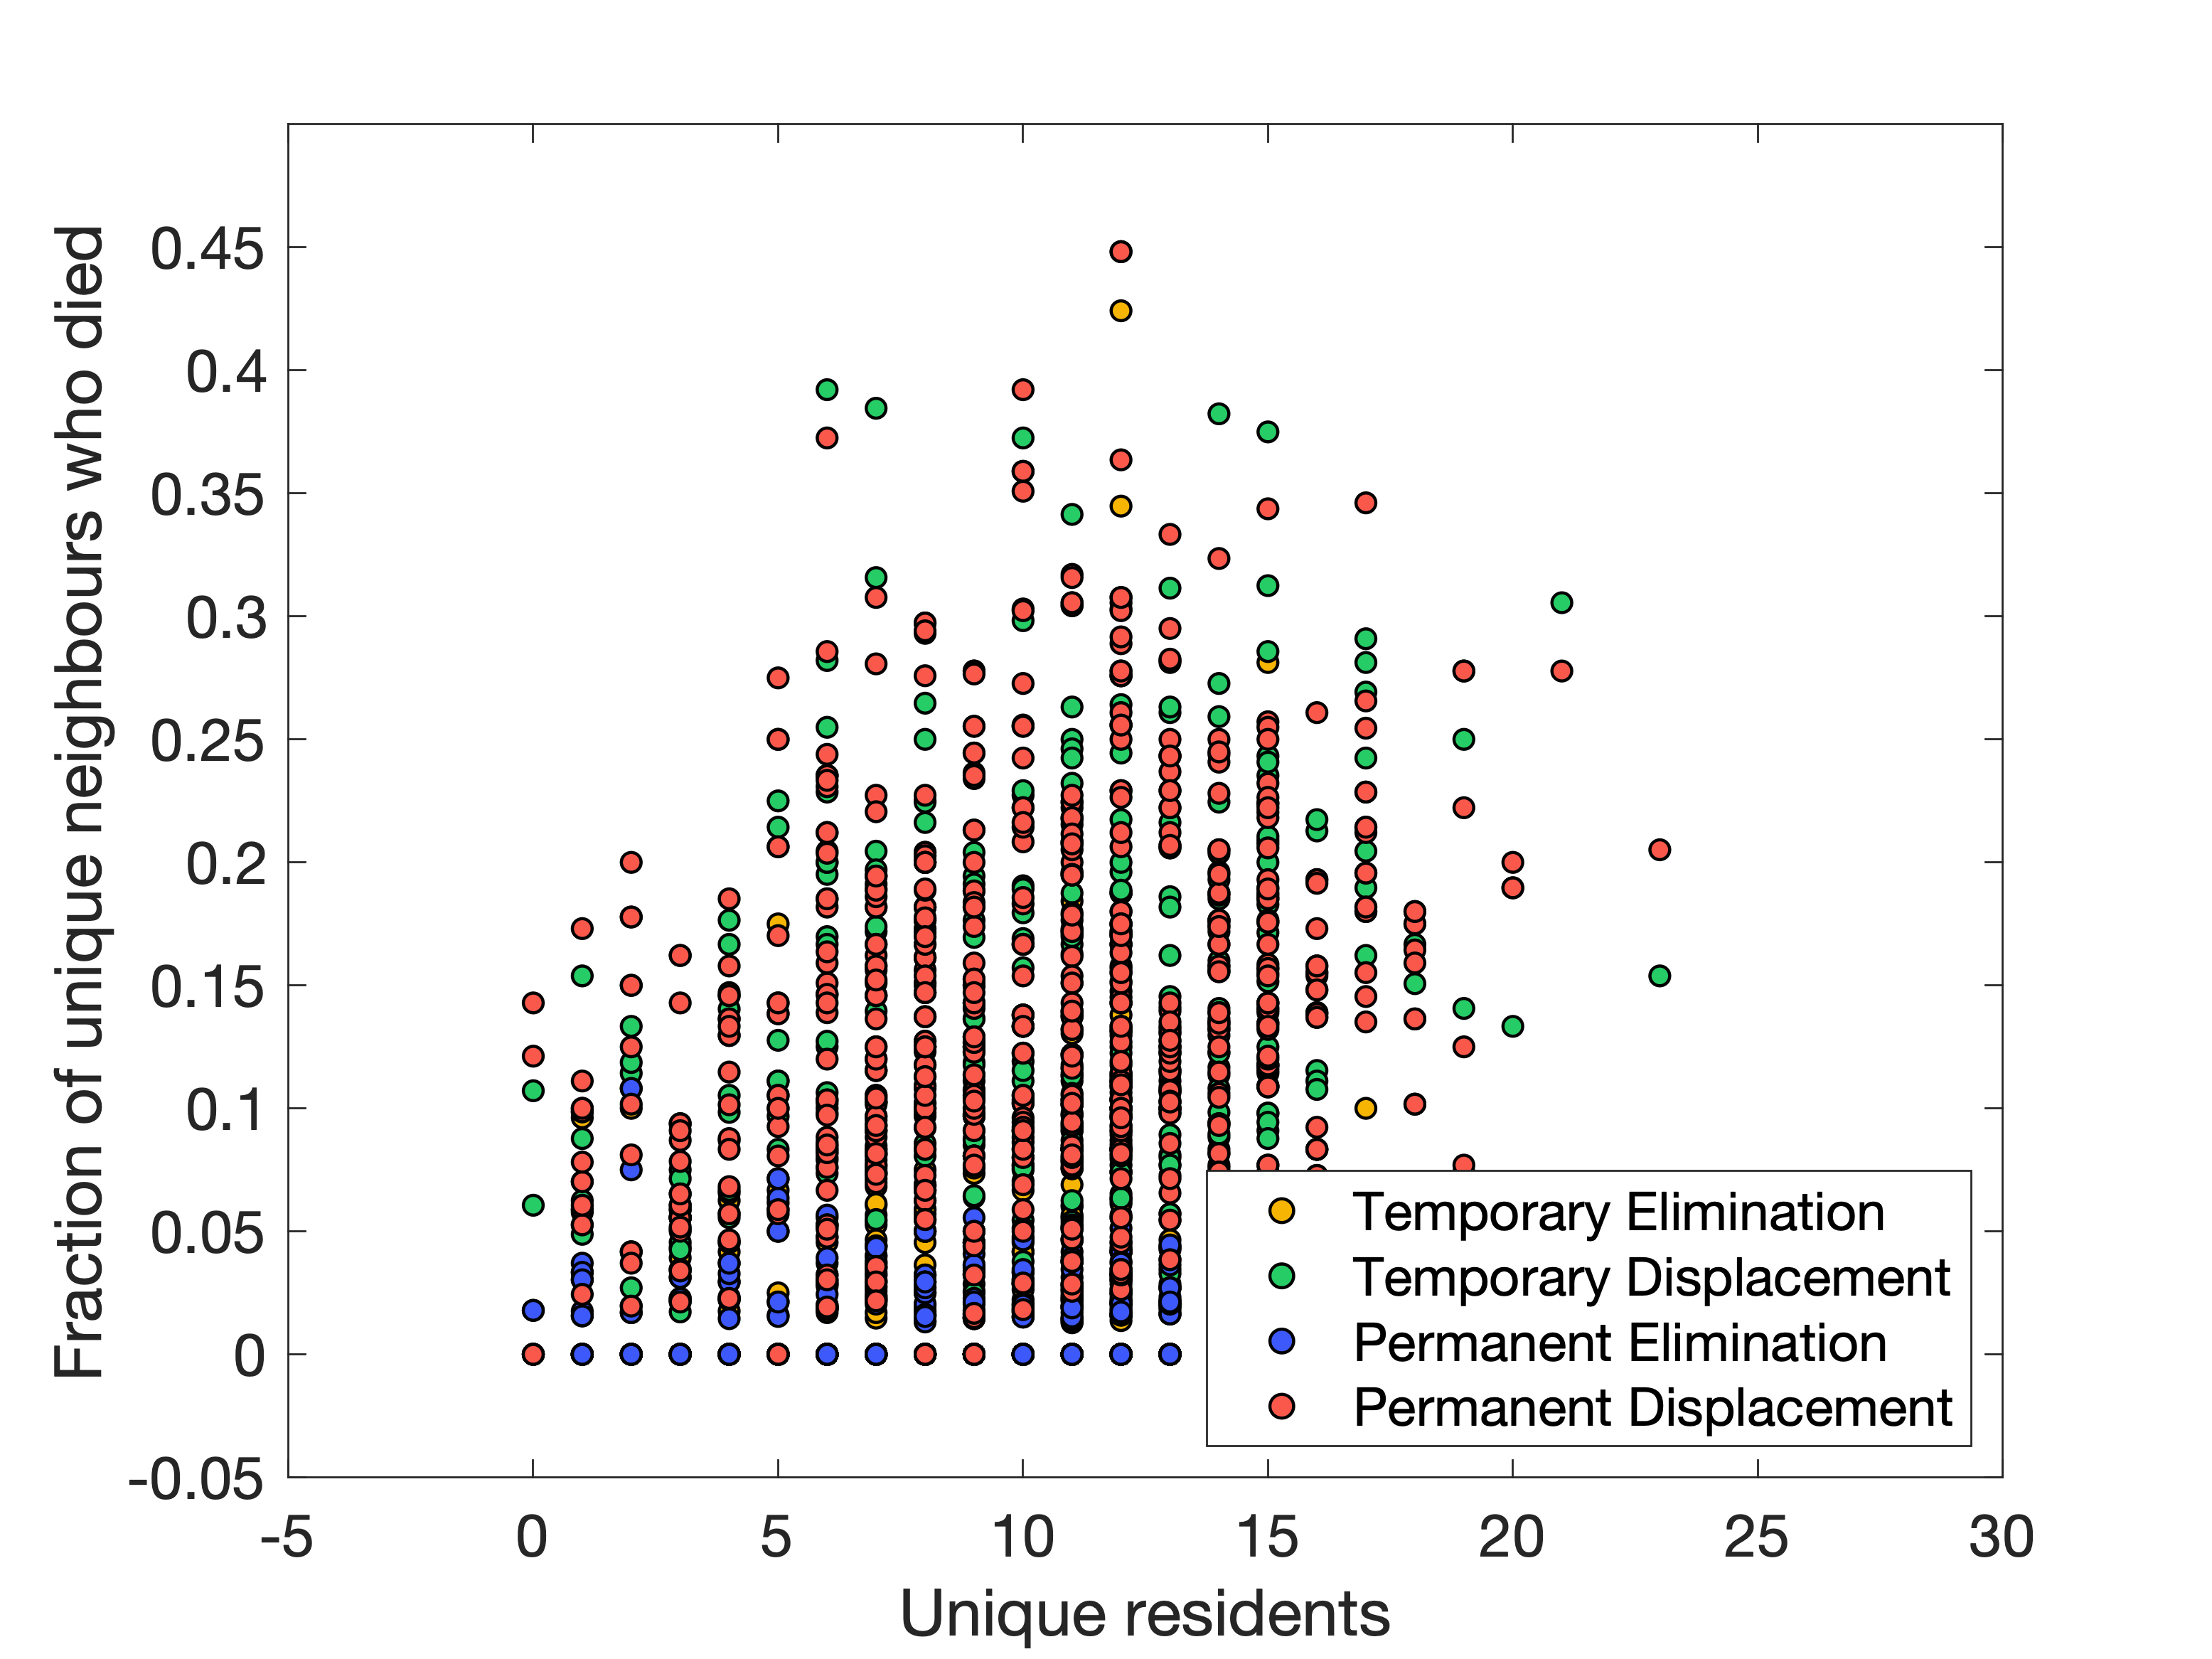 Fraction of unique neighbours who died
0.45
0.4
0.35
0.3
0.25
0.2
0.15
0.1
0.05
0
-0.05
-5 0 5 10 15 20 25 30
Unique residents
Temporary Elimination
Temporary Displacement
Permanent Elimination
Permanent Displacement